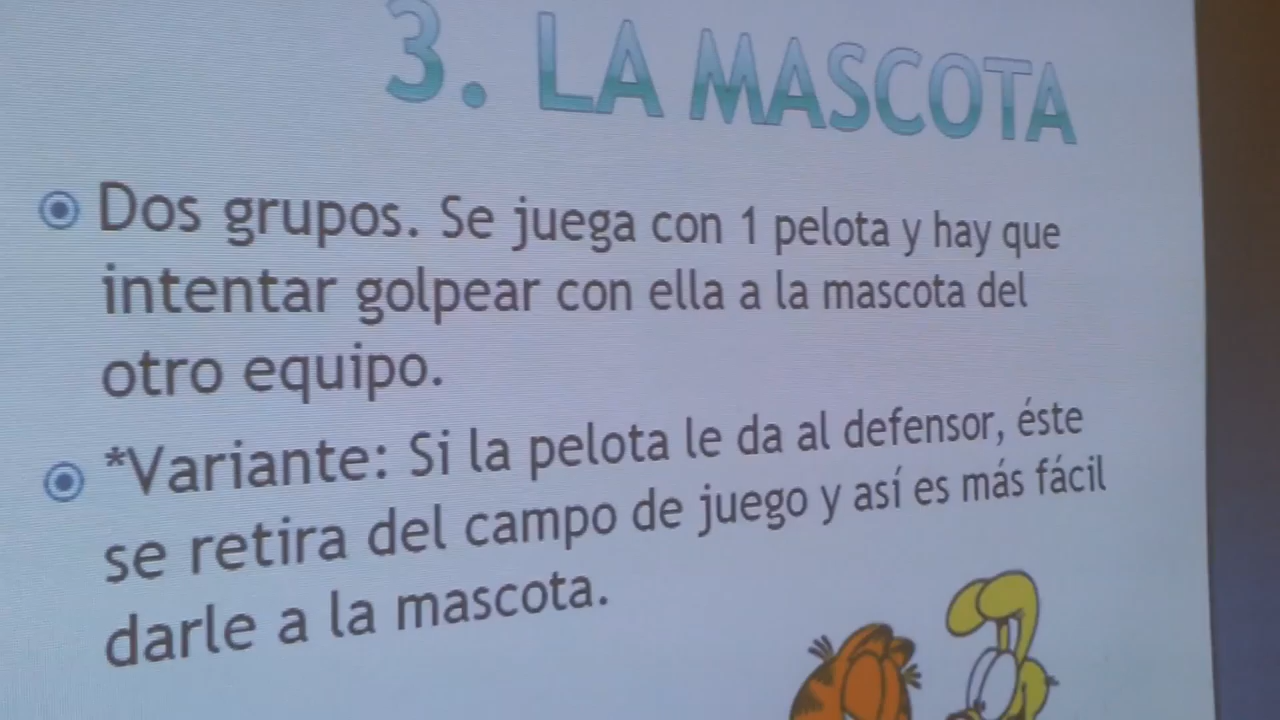 3. LA MASCOTA
Dos grupos. Se juega con 1 pelota y hay que
intentar golpear con ella a la mascota del
otro equipo.
*Variante: Si la pelota le da al defensor, éste
se retira del campo de juego y así es más fácil
darle a la mascota.